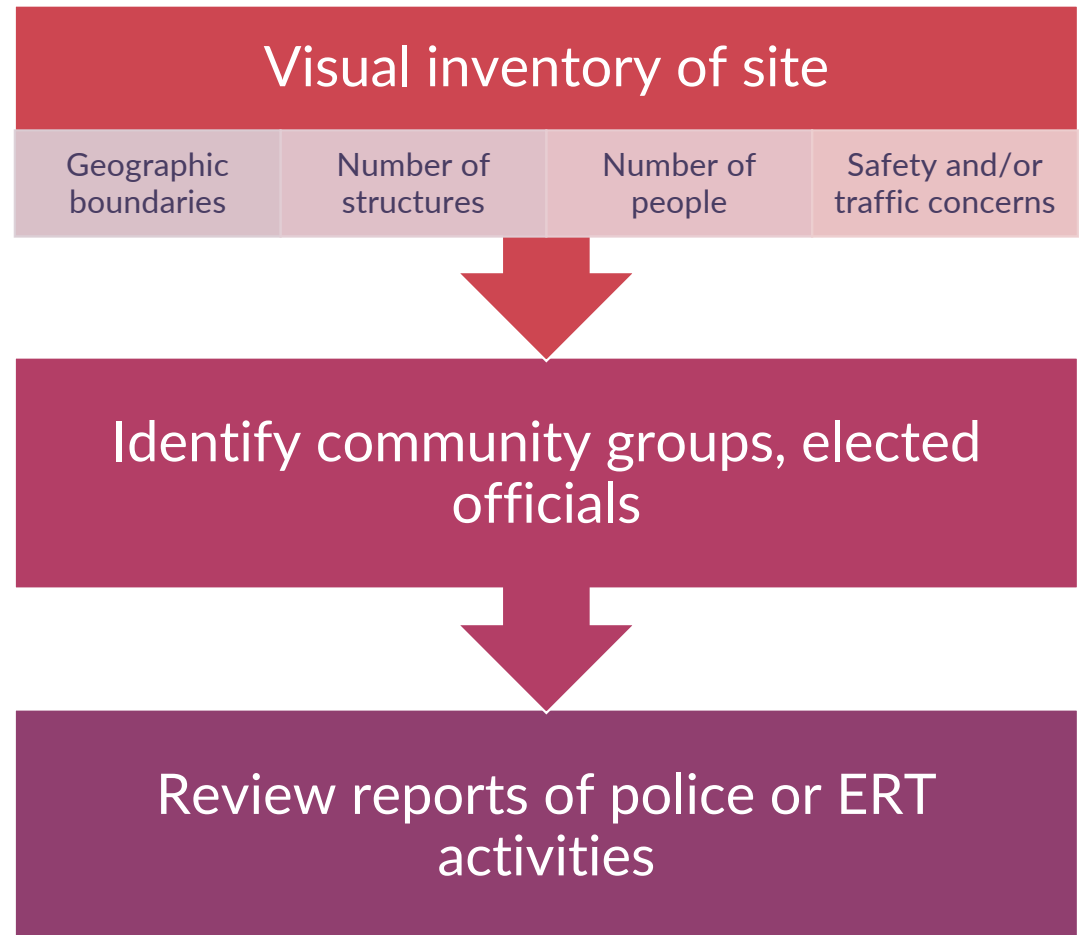 Visual inventory of site
Geographic
boundaries
Number of
structures
Number of
people
Safety and/or
traffic concerns
Identify community groups, elected
officials
Review reports of police or ERT
activities